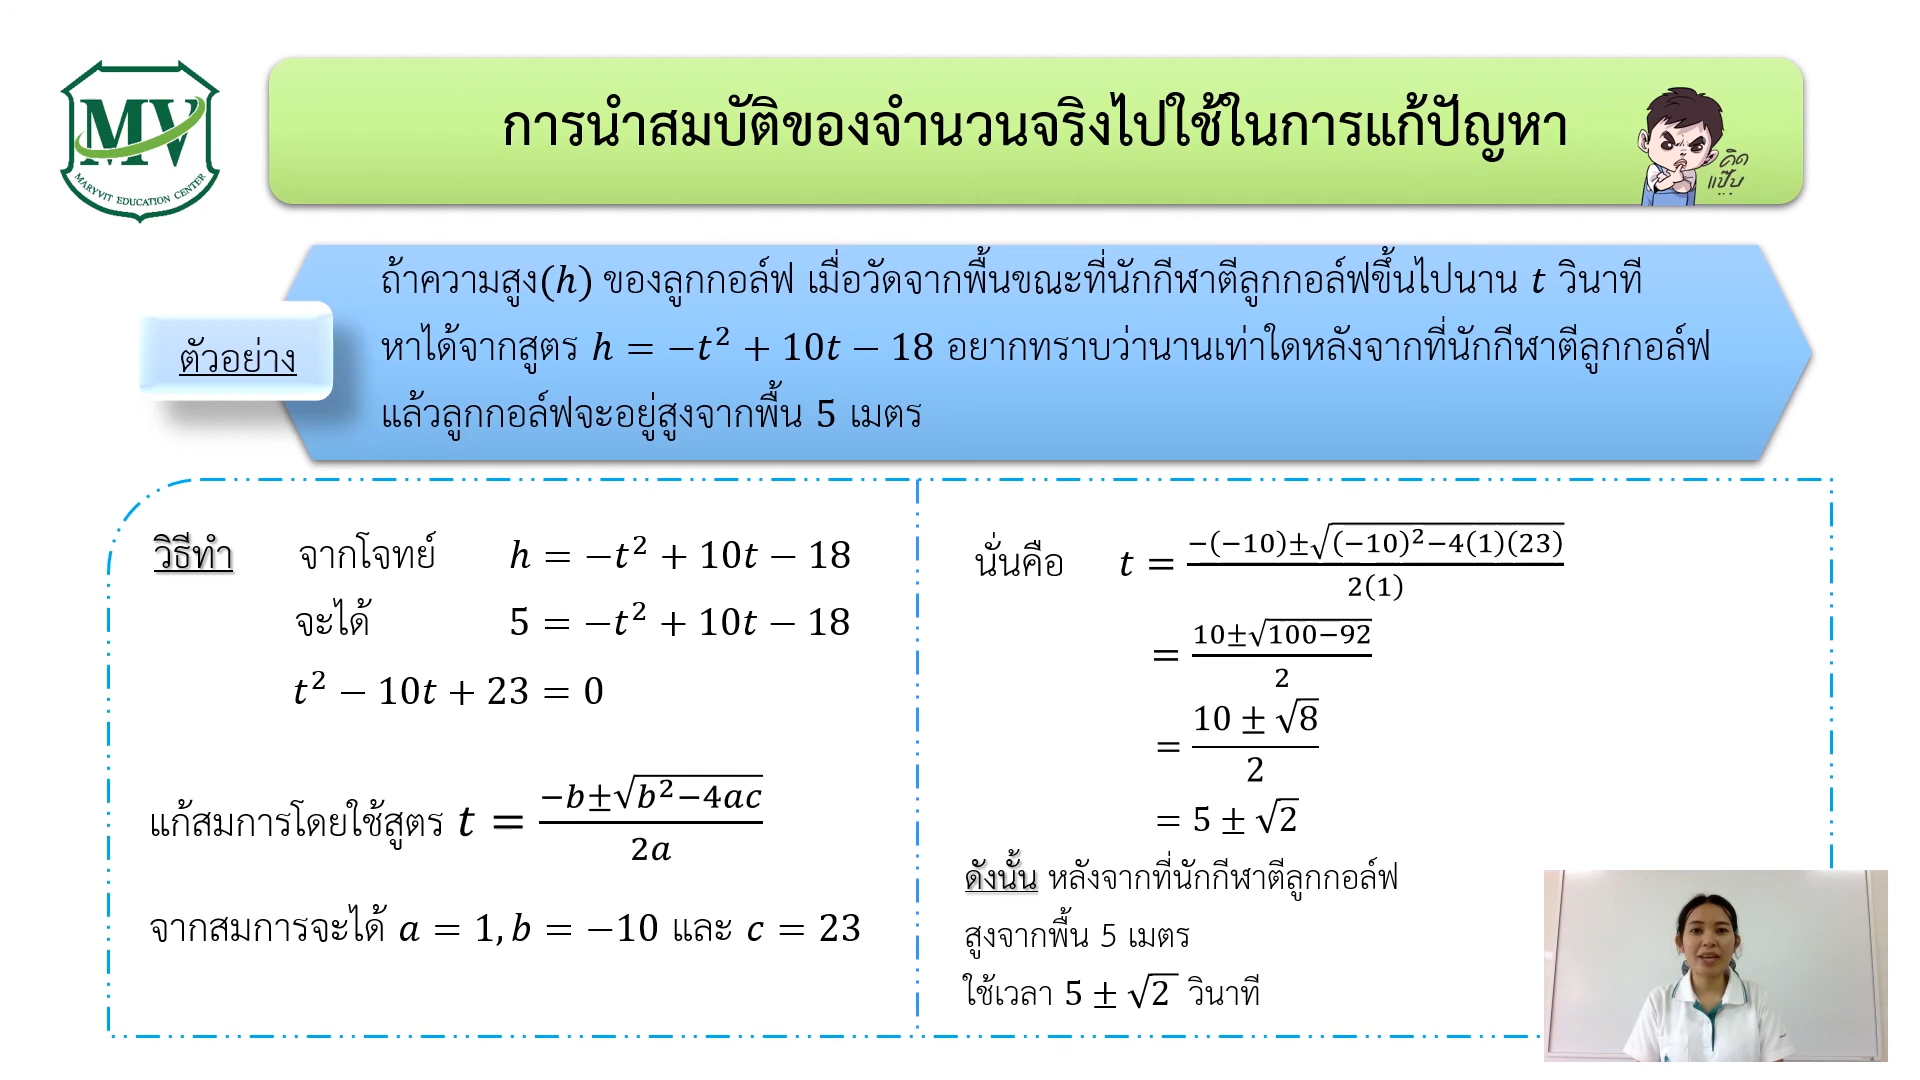 MV
MARYVIT EDUCATION CENTER
การนำสมบัติของจำนวนจริงไปใช้ในการแก้ปัญหา
คิด
แป๊บ
...
ตัวอย่าง
ถ้าความสูง(h) ของลูกกอล์ฟ เมื่อวัดจากพื้นขณะที่นักกีฬาตีลูกกอล์ฟขึ้นไปนาน t วินาที
หาได้จากสูตร h = −t² + 10t − 18 อยากทราบว่านานเท่าใดหลังจากที่นักกีฬาตีลูกกอล์ฟ
แล้วลูกกอล์ฟจะอยู่สูงจากพื้น 5 เมตร
วิธีทำ จากโจทย์ h = −t² + 10t − 18
จะได้ 5 = −t² + 10t − 18
t² − 10t + 23 = 0
แก้สมการโดยใช้สูตร t = (−b±√(b²−4ac))/(2a)
จากสมการจะได้ a = 1, b = −10 และ c = 23
นั่นคือ t = (−(−10)±√((−10)²−4(1)(23)))/(2(1))
= (10±√(100−92))/2
= (10 ± √8)/2
= 5 ± √2
ดังนั้น หลังจากที่นักกีฬาตีลูกกอล์ฟ
สูงจากพื้น 5 เมตร
ใช้เวลา 5 ± √2 วินาที